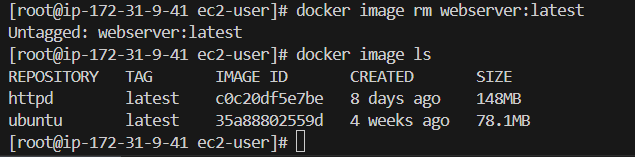 [root@ip-172-31-9-41 ec2-user]# docker image rm webserver:latest
Untagged: webserver:latest
[root@ip-172-31-9-41 ec2-user]# docker image ls
REPOSITORY   TAG       IMAGE ID       CREATED       SIZE
httpd        latest    c0c20df5e7be   8 days ago    148MB
ubuntu       latest    35a88802559d   4 weeks ago   78.1MB
[root@ip-172-31-9-41 ec2-user]#